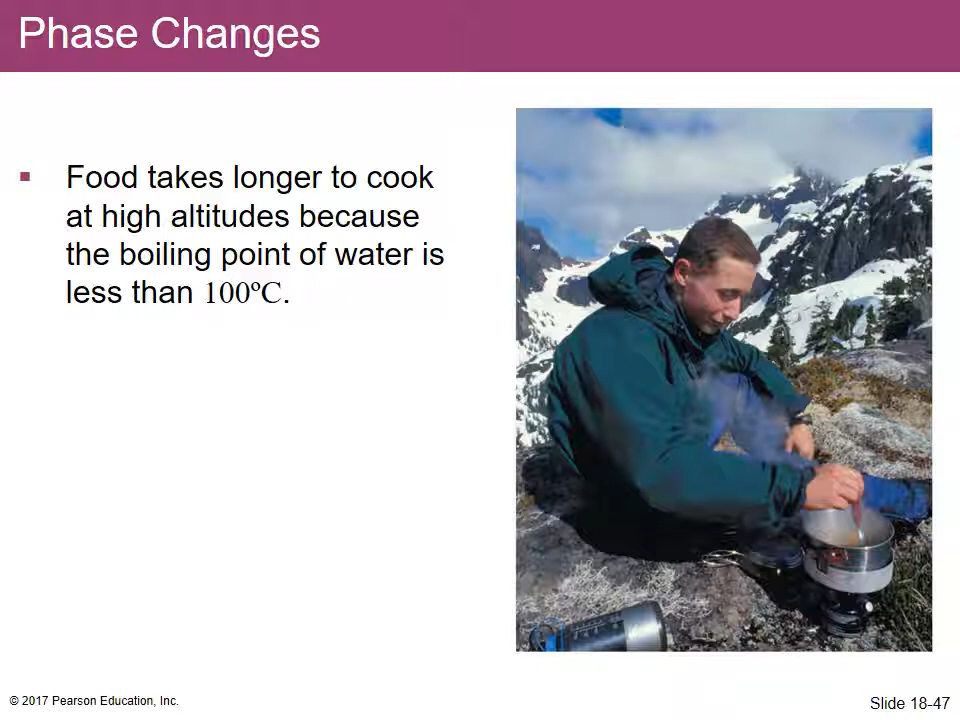 Phase Changes
▪ Food takes longer to cook
at high altitudes because
the boiling point of water is
less than 100ºC.
© 2017 Pearson Education, Inc.
Slide 18-47